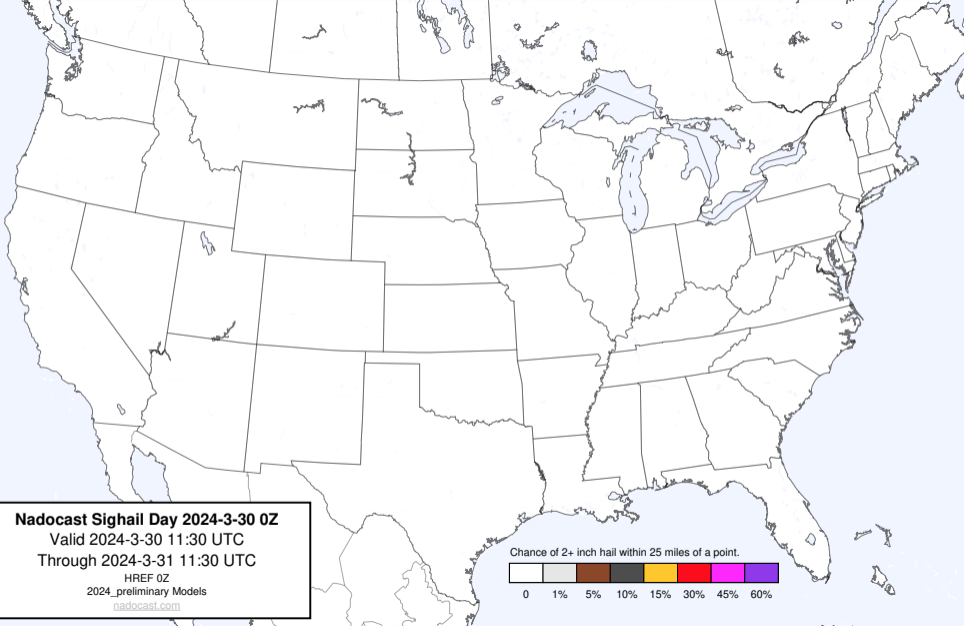 Nadocast Sighail Day 2024-3-30 0Z
Valid 2024-3-30 11:30 UTC
Through 2024-3-31 11:30 UTC
HREF 0Z
2024_preliminary Models
nadocast.com
Chance of 2+ inch hail within 25 miles of a point.
0 1% 5% 10% 15% 30% 45% 60%